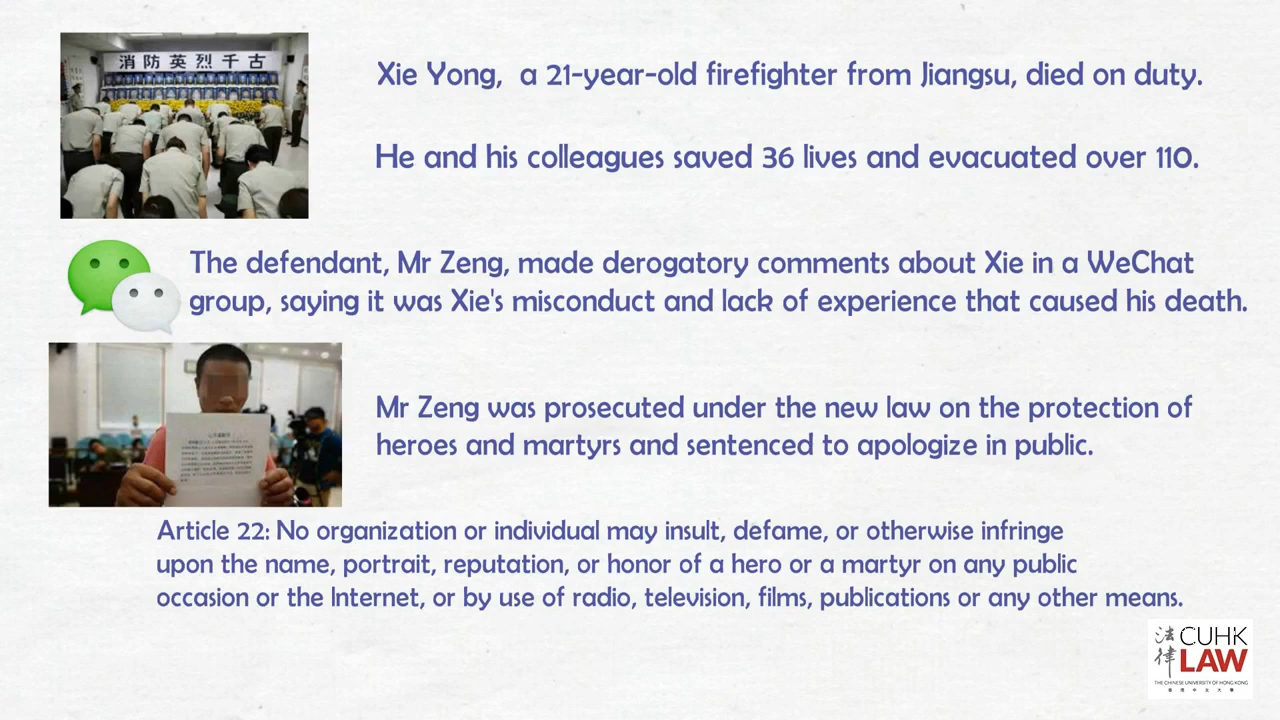 消防英烈千古
Xie Yong, a 21-year-old firefighter from Jiangsu, died on duty.
He and his colleagues saved 36 lives and evacuated over 110.
The defendant, Mr Zeng, made derogatory comments about Xie in a WeChat
group, saying it was Xie's misconduct and lack of experience that caused his death.
Mr Zeng was prosecuted under the new law on the protection of
heroes and martyrs and sentenced to apologize in public.
Article 22: No organization or individual may insult, defame, or otherwise infringe
upon the name, portrait, reputation, or honor of a hero or a martyr on any public
occasion or the Internet, or by use of radio, television, films, publications or any other means.
法律 CUHK
LAW
THE CHINESE UNIVERSITY OF HONG KONG
香港中文大學